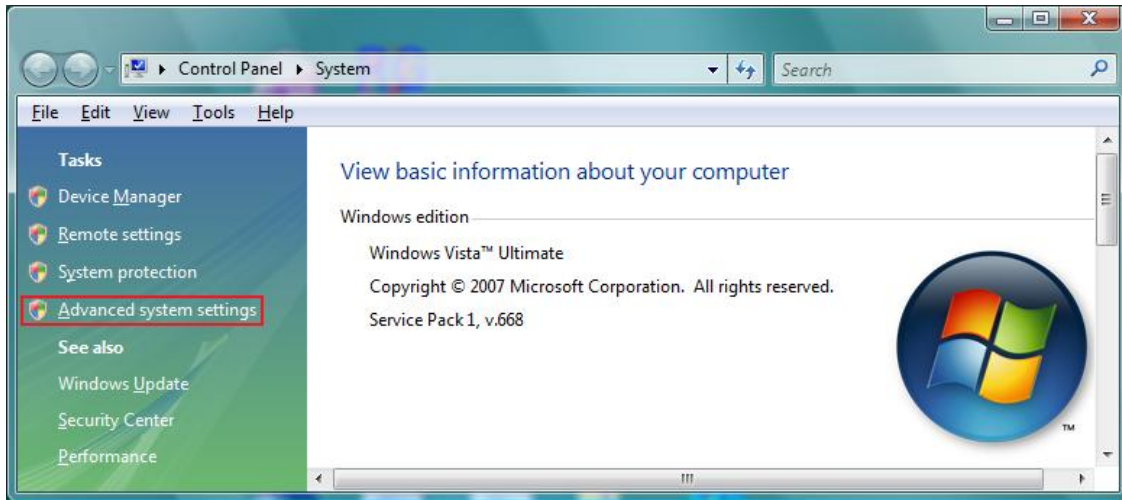 Control Panel System
Search
File Edit View Tools Help
Tasks
Device Manager
Remote settings
System protection
Advanced system settings
See also
Windows Update
Security Center
Performance
View basic information about your computer
Windows edition
Windows Vista™ Ultimate
Copyright © 2007 Microsoft Corporation. All rights reserved.
Service Pack 1, v.668
TM